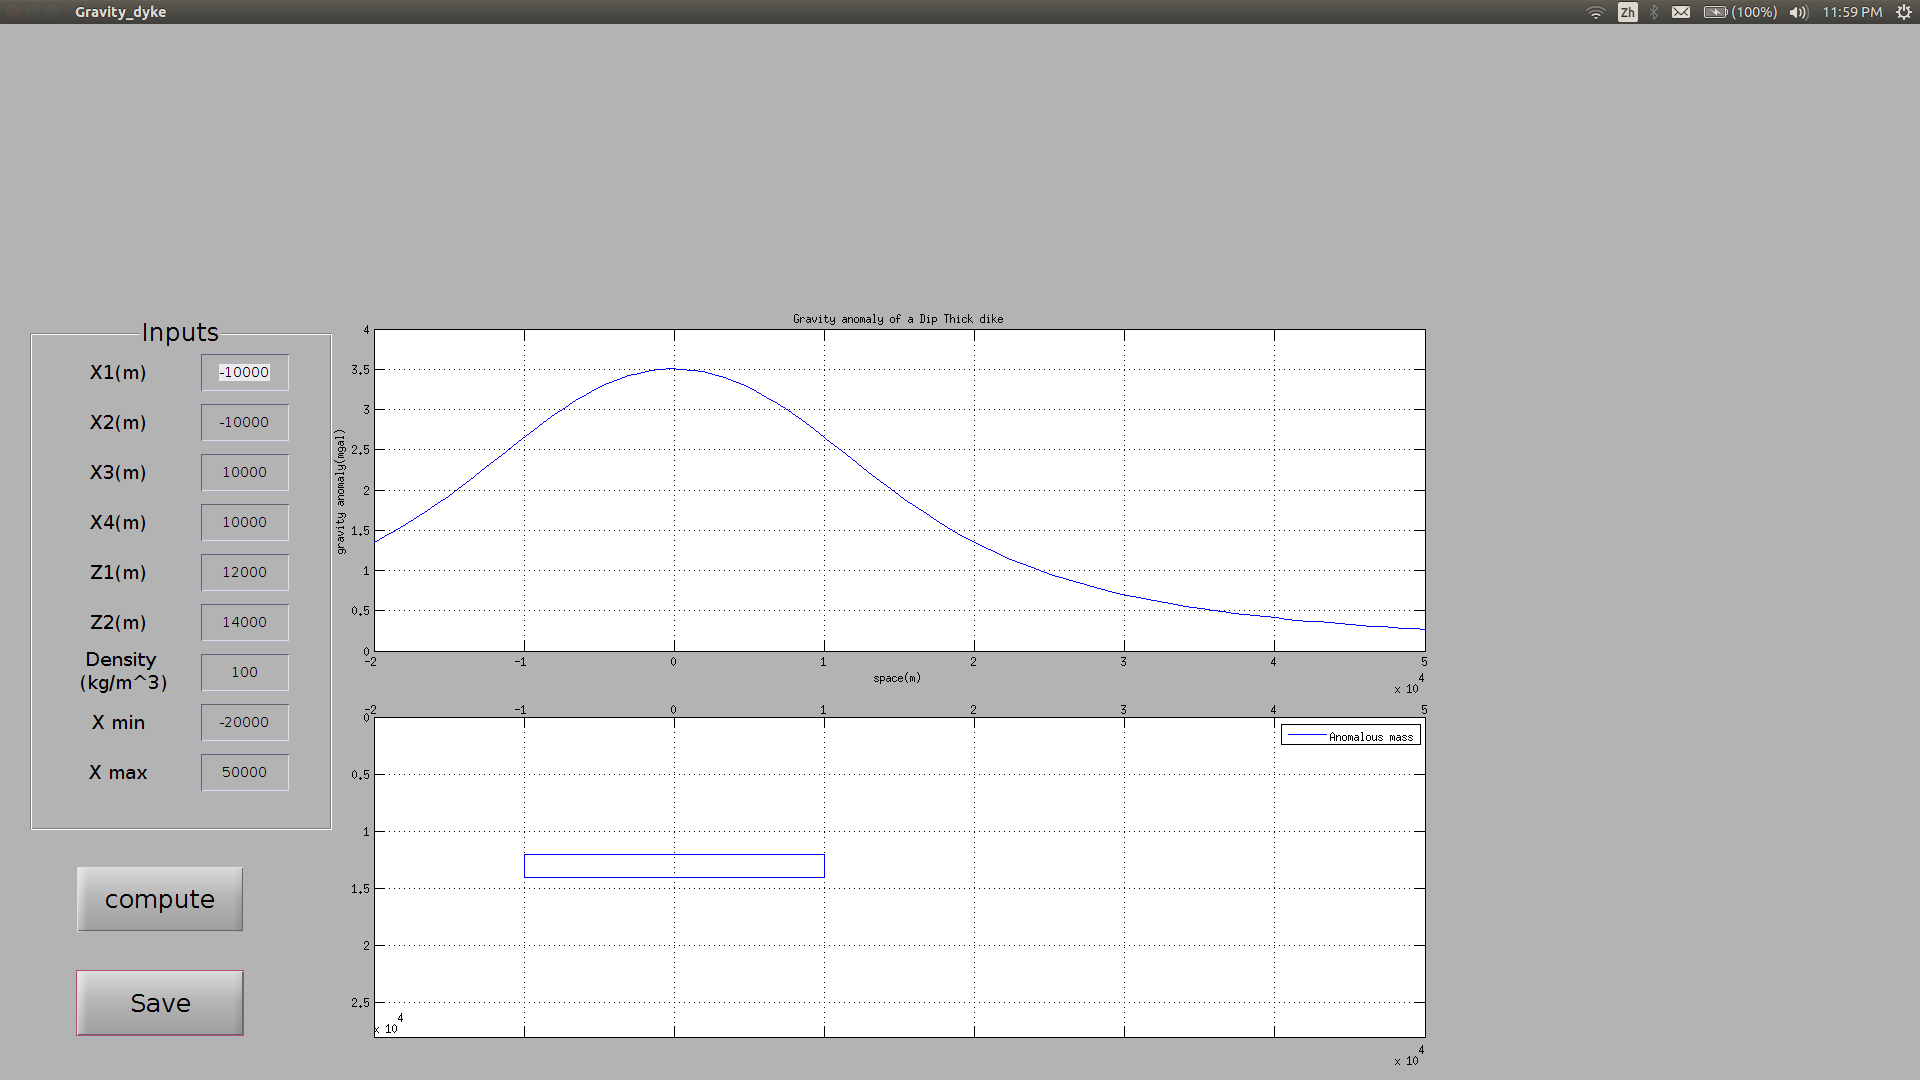 Gravity_dyke
Zh
(100%)
11:59 PM
Inputs
X1(m) -10000
X2(m) -10000
X3(m) 10000
X4(m) 10000
Z1(m) 12000
Z2(m) 14000
Density
(kg/m^3) 100
X min -20000
X max 50000
compute
Save
Gravity anomaly of a Dip Thick dike
gravity anomaly(mgal)
4
3.5
3
2.5
2
1.5
1
0.5
0
-2 -1 0 1 2 3 4 5
space(m)
x 10^4
-2 -1 0 1 2 3 4 5
Anomalous mass
0
0.5
1
1.5
2
2.5
x 10^4
x 10^4